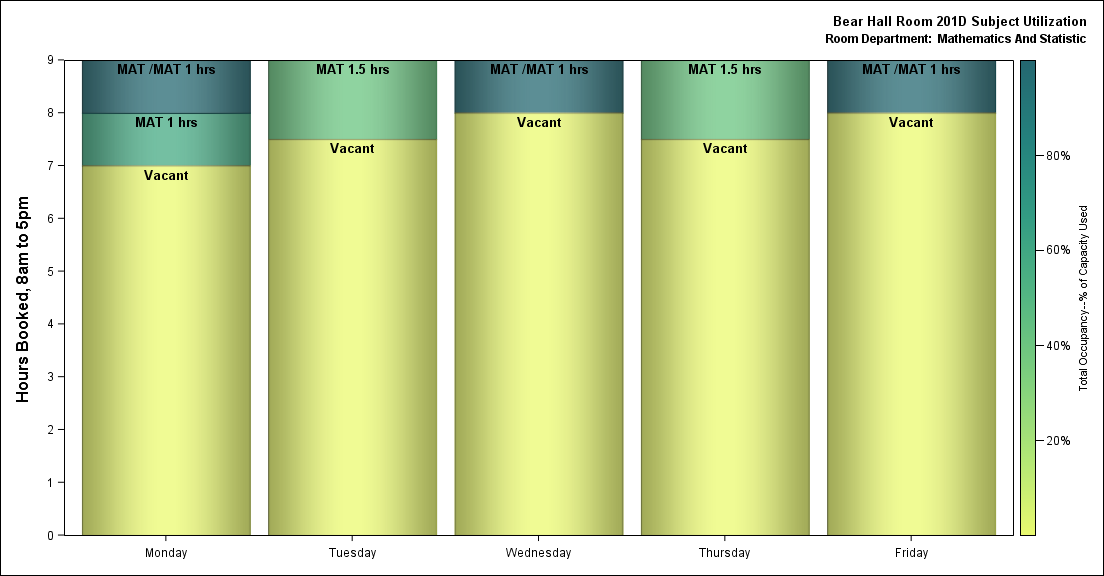 Bear Hall Room 201D Subject Utilization
Room Department: Mathematics And Statistic
Hours Booked, 8am to 5pm
9
8
7
6
5
4
3
2
1
0
MAT /MAT 1 hrs
MAT 1 hrs
Vacant
MAT 1.5 hrs
Vacant
MAT /MAT 1 hrs
Vacant
MAT 1.5 hrs
Vacant
MAT /MAT 1 hrs
Vacant
Monday
Tuesday
Wednesday
Thursday
Friday
80%
60%
40%
20%
Total Occupancy--% of Capacity Used